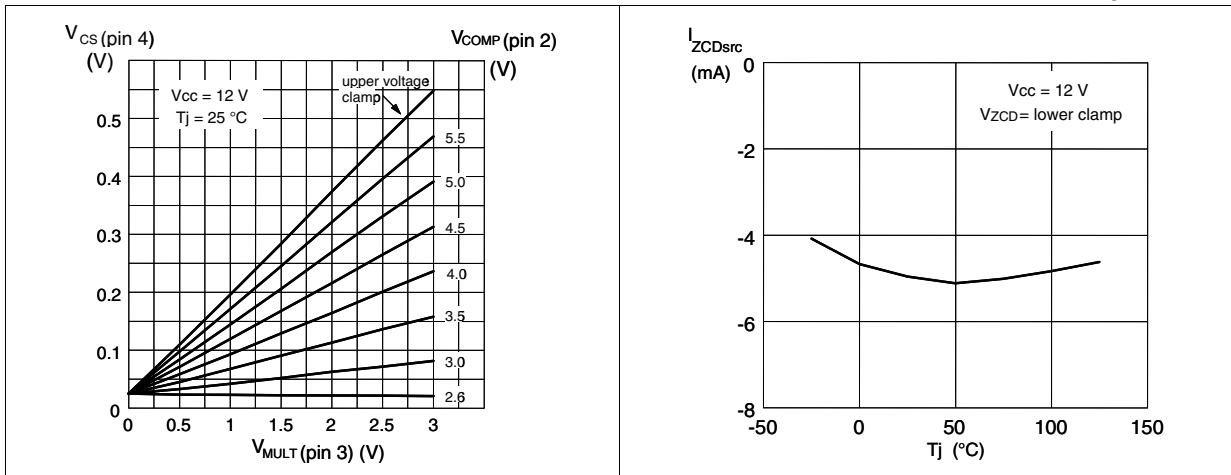 VCS (pin 4)
(V)
VCOMP (pin 2)
(V)
upper voltage
clamp
Vcc = 12 V
Tj = 25 °C
0.5
0.4
0.3
0.2
0.1
0
5.5
5.0
4.5
4.0
3.5
3.0
2.6
0 0.5 1 1.5 2 2.5 3
VMULT (pin 3) (V)
IZCDsrc
(mA)
Vcc = 12 V
VZCD = lower clamp
0
-2
-4
-6
-8
-50 0 50 100 150
Tj (°C)